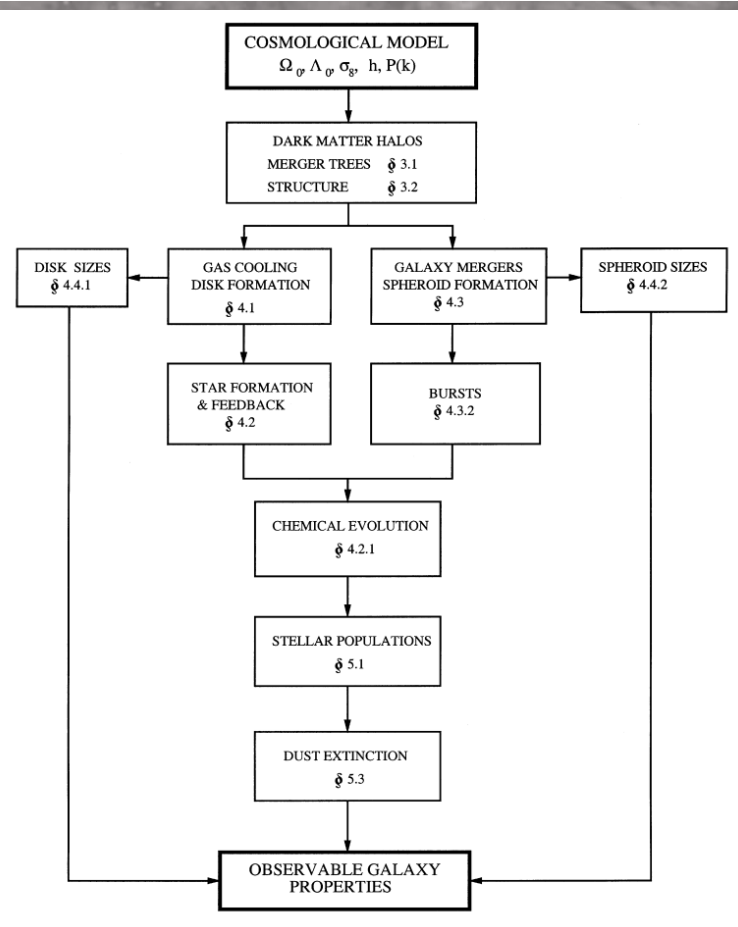 COSMOLOGICAL MODEL
Ω₀, Λ₀, σ₈, h, P(k)
DARK MATTER HALOS
MERGER TREES § 3.1
STRUCTURE § 3.2
DISK SIZES
§ 4.4.1
GAS COOLING
DISK FORMATION
§ 4.1
GALAXY MERGERS
SPHEROID FORMATION
§ 4.3
SPHEROID SIZES
§ 4.4.2
STAR FORMATION
& FEEDBACK
§ 4.2
BURSTS
§ 4.3.2
CHEMICAL EVOLUTION
§ 4.2.1
STELLAR POPULATIONS
§ 5.1
DUST EXTINCTION
§ 5.3
OBSERVABLE GALAXY
PROPERTIES